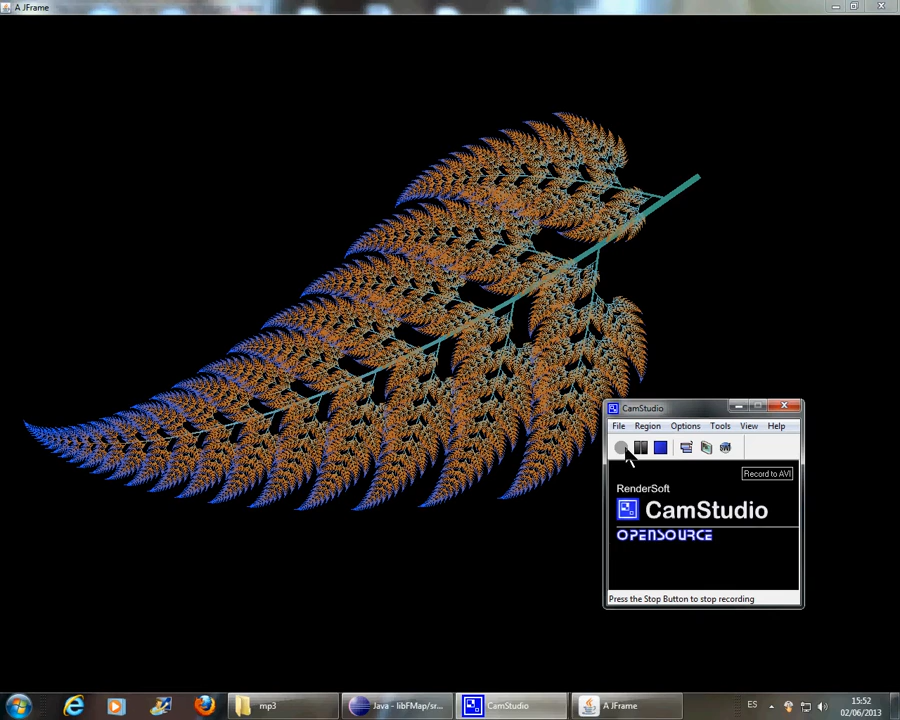 A JFrame
CamStudio
File Region Options Tools View Help
Record to AVI
RenderSoft
CamStudio
OPENSOURCE
Press the Stop Button to stop recording
mp3
Java - libFMap/sr...
CamStudio
A JFrame
ES
15:52
02/06/2013